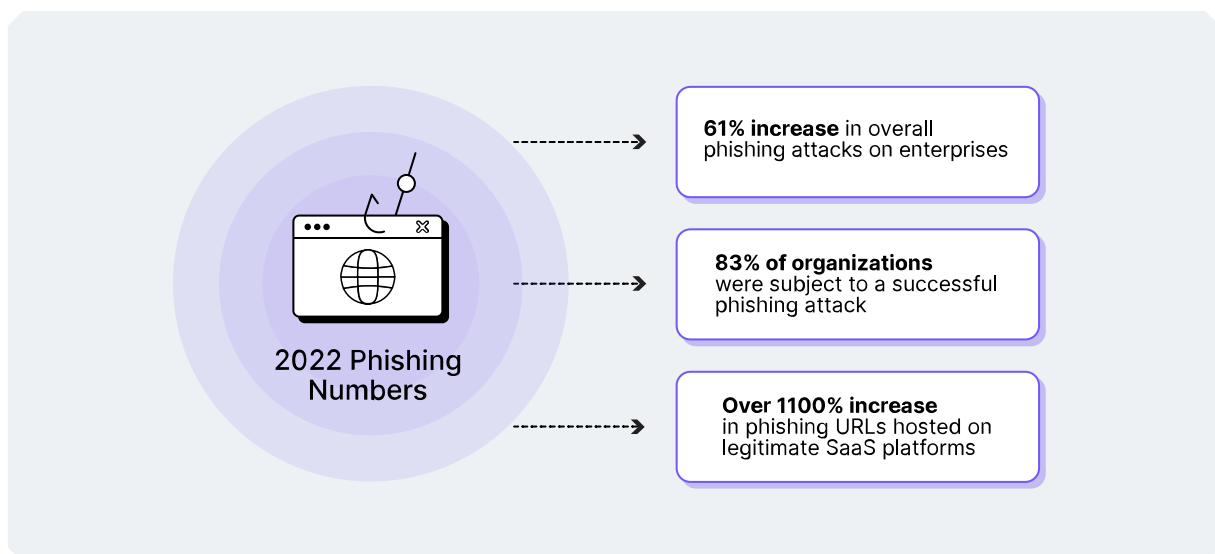 2022 Phishing
Numbers
61% increase in overall
phishing attacks on enterprises
83% of organizations
were subject to a successful
phishing attack
Over 1100% increase
in phishing URLs hosted on
legitimate SaaS platforms